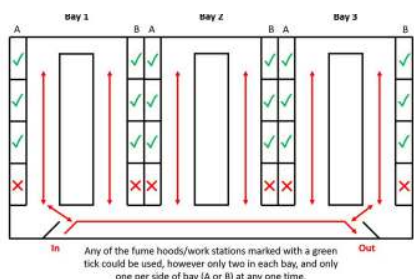 Bay 1 Bay 2 Bay 3
A B A B A B
In Out
Any of the fume hoods/work stations marked with a green
tick could be used, however only two in each bay, and only
one per side of bay (A or B) at any one time.